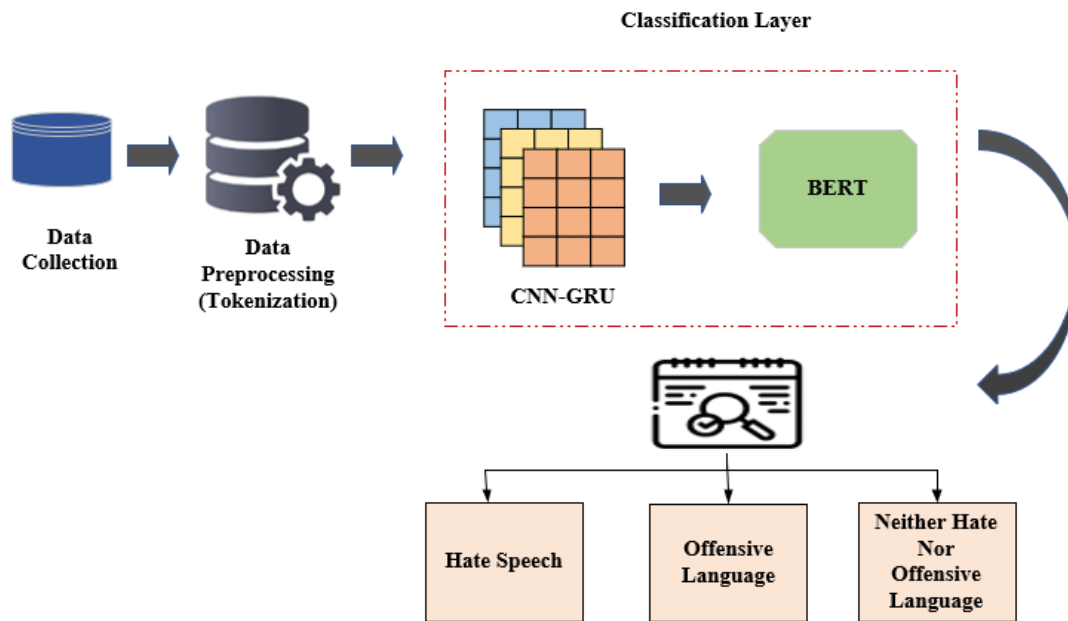 Classification Layer
Data
Collection
Data
Preprocessing
(Tokenization)
CNN-GRU
BERT
Hate Speech
Offensive
Language
Neither Hate
Nor
Offensive
Language